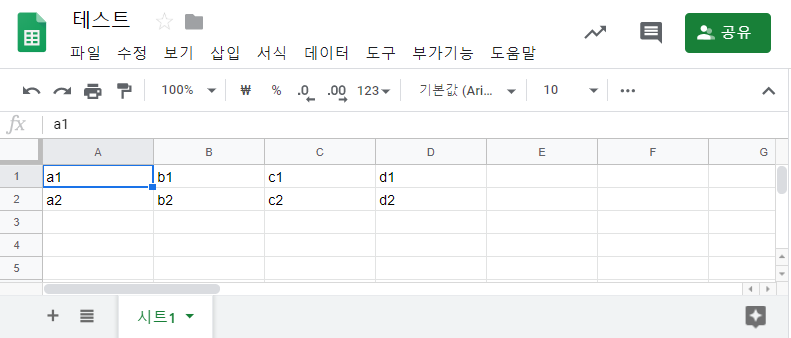 테스트
파일 수정 보기 삽입 서식 데이터 도구 부가기능 도움말
공유
100% ₩ % .0 .00 123 기본값 (Ari... 10
fx a1
A B C D E F G
1 a1 b1 c1 d1
2 a2 b2 c2 d2
3
4
5
시트1